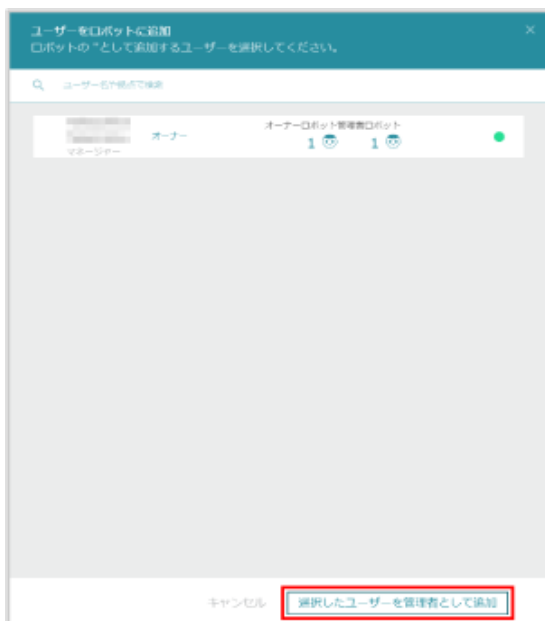 ユーザーをロボットに追加
ロボットの "として追加するユーザーを選択してください。
ユーザー名や拠点で検索
オーナーロボット管理者ロボット
オーナー
1 1
マネージャー
キャンセル 選択したユーザーを管理者として追加